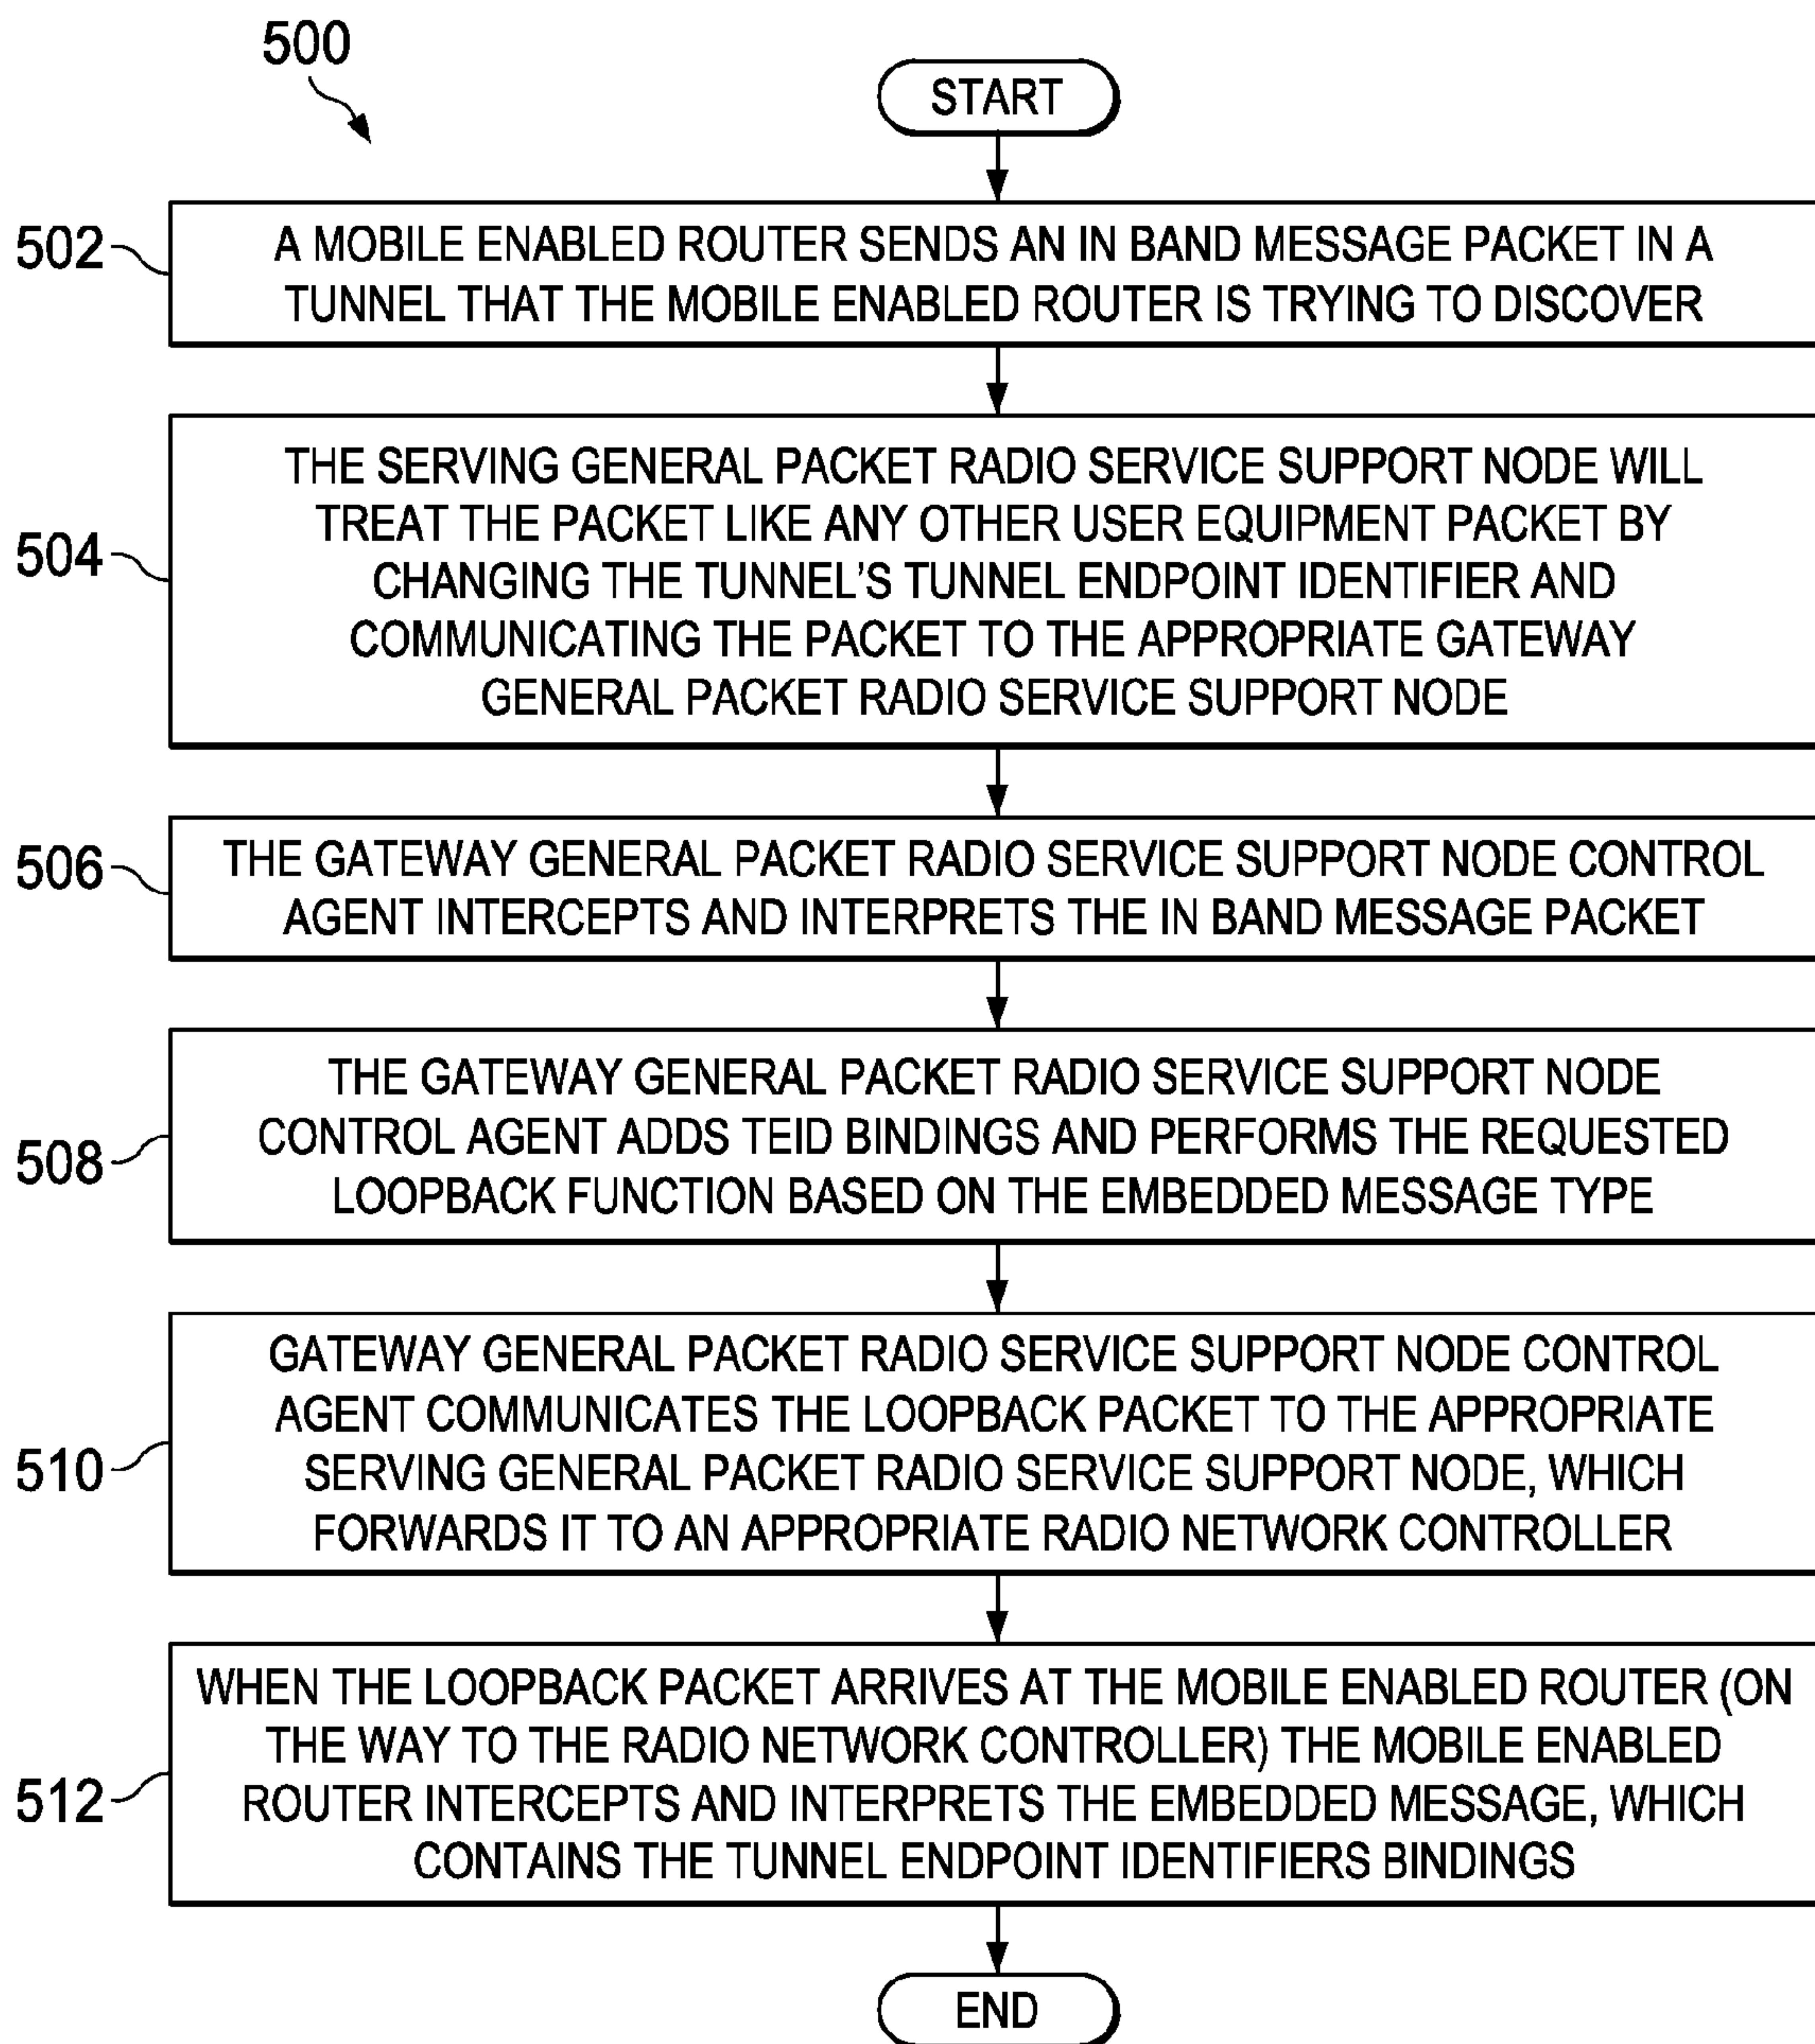 500
START
502
A MOBILE ENABLED ROUTER SENDS AN IN BAND MESSAGE PACKET IN A
TUNNEL THAT THE MOBILE ENABLED ROUTER IS TRYING TO DISCOVER
504
THE SERVING GENERAL PACKET RADIO SERVICE SUPPORT NODE WILL
TREAT THE PACKET LIKE ANY OTHER USER EQUIPMENT PACKET BY
CHANGING THE TUNNEL'S TUNNEL ENDPOINT IDENTIFIER AND
COMMUNICATING THE PACKET TO THE APPROPRIATE GATEWAY
GENERAL PACKET RADIO SERVICE SUPPORT NODE
506
THE GATEWAY GENERAL PACKET RADIO SERVICE SUPPORT NODE CONTROL
AGENT INTERCEPTS AND INTERPRETS THE IN BAND MESSAGE PACKET
508
THE GATEWAY GENERAL PACKET RADIO SERVICE SUPPORT NODE
CONTROL AGENT ADDS TEID BINDINGS AND PERFORMS THE REQUESTED
LOOPBACK FUNCTION BASED ON THE EMBEDDED MESSAGE TYPE
510
GATEWAY GENERAL PACKET RADIO SERVICE SUPPORT NODE CONTROL
AGENT COMMUNICATES THE LOOPBACK PACKET TO THE APPROPRIATE
SERVING GENERAL PACKET RADIO SERVICE SUPPORT NODE, WHICH
FORWARDS IT TO AN APPROPRIATE RADIO NETWORK CONTROLLER
512
WHEN THE LOOPBACK PACKET ARRIVES AT THE MOBILE ENABLED ROUTER (ON
THE WAY TO THE RADIO NETWORK CONTROLLER) THE MOBILE ENABLED
ROUTER INTERCEPTS AND INTERPRETS THE EMBEDDED MESSAGE, WHICH
CONTAINS THE TUNNEL ENDPOINT IDENTIFIERS BINDINGS
END